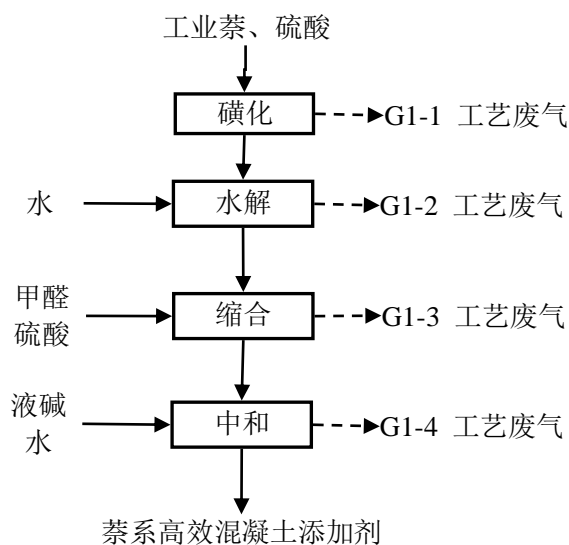 工业萘、硫酸
磺化
G1-1 工艺废气
水
水解
G1-2 工艺废气
甲醛
硫酸
缩合
G1-3 工艺废气
液碱
水
中和
G1-4 工艺废气
萘系高效混凝土添加剂